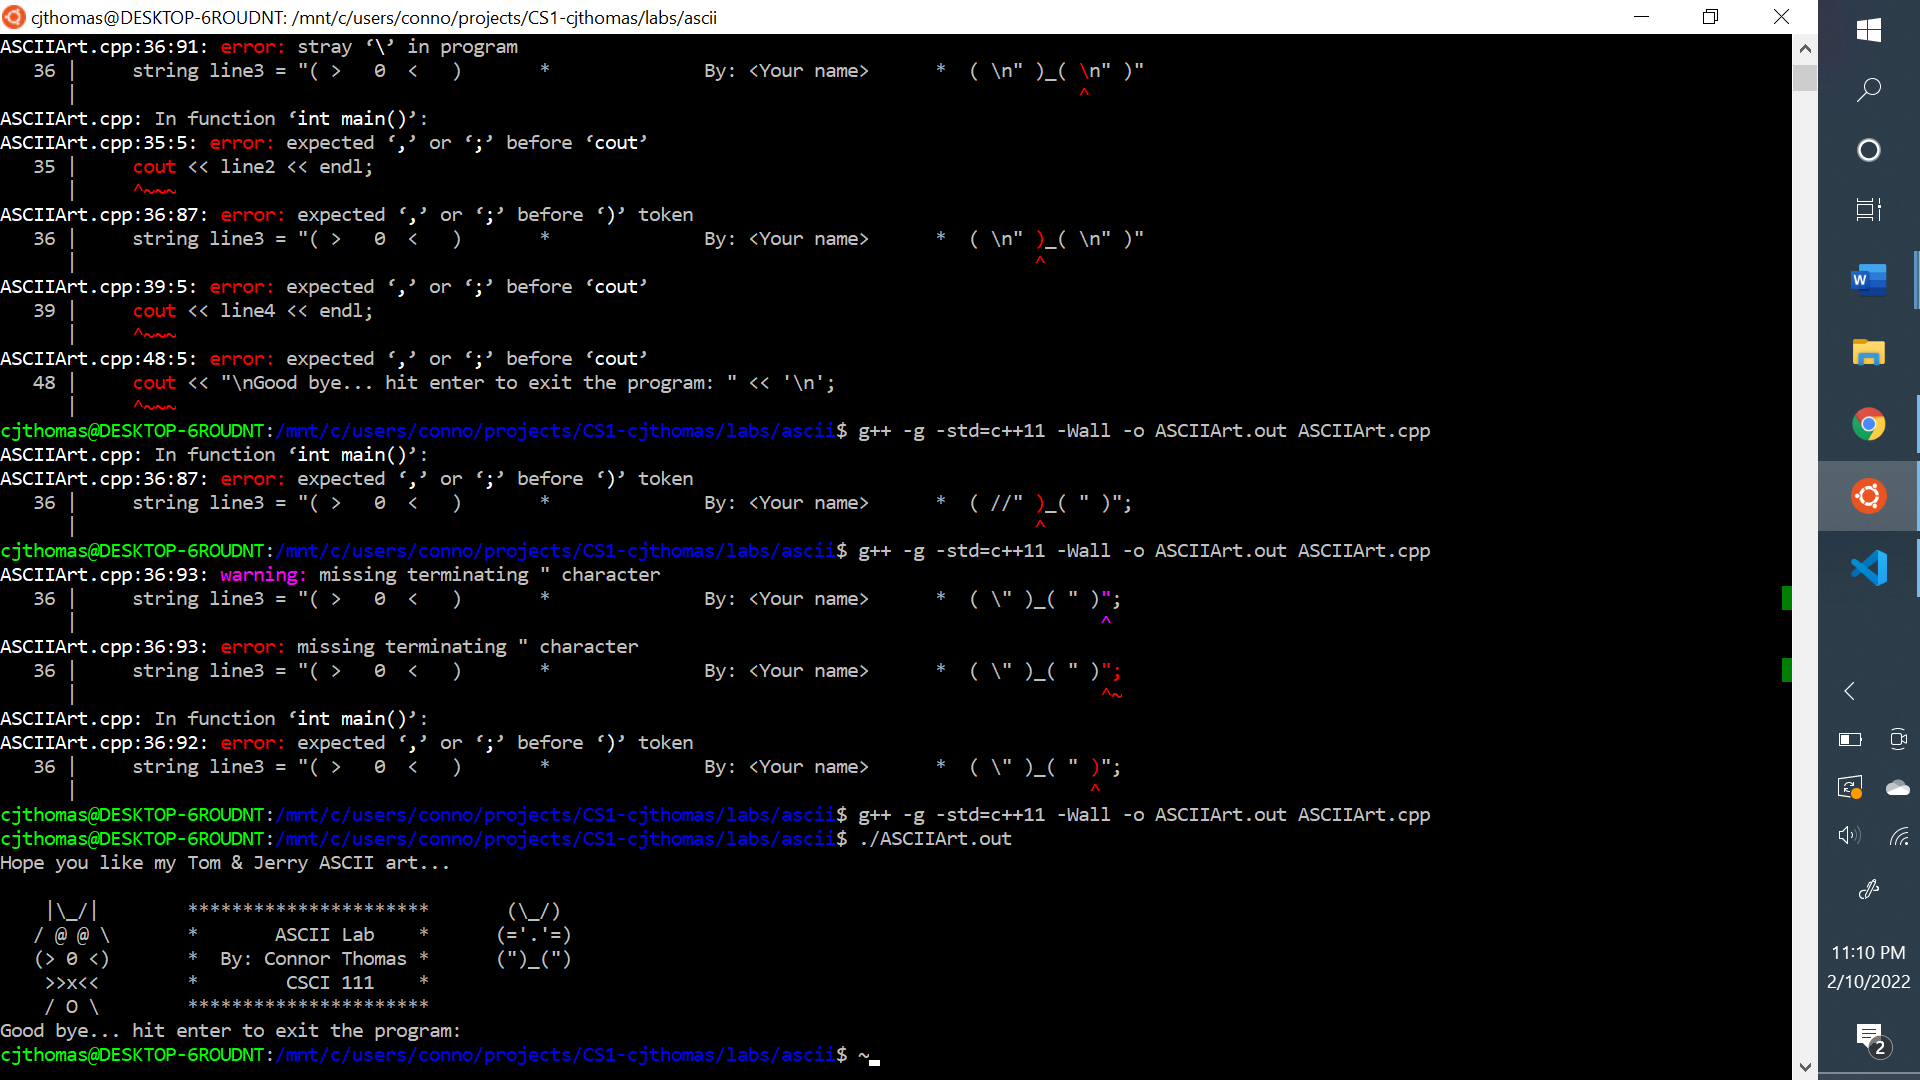 cjthomas@DESKTOP-6ROUDNT: /mnt/c/users/conno/projects/CS1-cjthomas/labs/ascii
ASCIIArt.cpp:36:91: error: stray ‘\’ in program
   36 |     string line3 = "( >   0  <   )       *              By: <Your name>      *  ( \n" )_( \n" )"
      |                                                                                           ^
ASCIIArt.cpp: In function ‘int main()’:
ASCIIArt.cpp:35:5: error: expected ‘,’ or ‘;’ before ‘cout’
   35 |     cout << line2 << endl;
      |     ^~~~
ASCIIArt.cpp:36:87: error: expected ‘,’ or ‘;’ before ‘)’ token
   36 |     string line3 = "( >   0  <   )       *              By: <Your name>      *  ( \n" )_( \n" )"
      |                                                                                       ^
ASCIIArt.cpp:39:5: error: expected ‘,’ or ‘;’ before ‘cout’
   39 |     cout << line4 << endl;
      |     ^~~~
ASCIIArt.cpp:48:5: error: expected ‘,’ or ‘;’ before ‘cout’
   48 |     cout << "\nGood bye... hit enter to exit the program: " << '\n';
      |     ^~~~
cjthomas@DESKTOP-6ROUDNT:/mnt/c/users/conno/projects/CS1-cjthomas/labs/ascii$ g++ -g -std=c++11 -Wall -o ASCIIArt.out ASCIIArt.cpp
ASCIIArt.cpp: In function ‘int main()’:
ASCIIArt.cpp:36:87: error: expected ‘,’ or ‘;’ before ‘)’ token
   36 |     string line3 = "( >   0  <   )       *              By: <Your name>      *  ( //" )_( " )";
      |                                                                                       ^
cjthomas@DESKTOP-6ROUDNT:/mnt/c/users/conno/projects/CS1-cjthomas/labs/ascii$ g++ -g -std=c++11 -Wall -o ASCIIArt.out ASCIIArt.cpp
ASCIIArt.cpp:36:93: warning: missing terminating " character
   36 |     string line3 = "( >   0  <   )       *              By: <Your name>      *  ( \" )_( " )";
      |                                                                                             ^
ASCIIArt.cpp:36:93: error: missing terminating " character
   36 |     string line3 = "( >   0  <   )       *              By: <Your name>      *  ( \" )_( " )";
      |                                                                                             ^~
ASCIIArt.cpp: In function ‘int main()’:
ASCIIArt.cpp:36:92: error: expected ‘,’ or ‘;’ before ‘)’ token
   36 |     string line3 = "( >   0  <   )       *              By: <Your name>      *  ( \" )_( " )";
      |                                                                                            ^
cjthomas@DESKTOP-6ROUDNT:/mnt/c/users/conno/projects/CS1-cjthomas/labs/ascii$ g++ -g -std=c++11 -Wall -o ASCIIArt.out ASCIIArt.cpp
cjthomas@DESKTOP-6ROUDNT:/mnt/c/users/conno/projects/CS1-cjthomas/labs/ascii$ ./ASCIIArt.out
Hope you like my Tom & Jerry ASCII art...
    |\_/|        **********************       (\_/)
   / @ @ \       *       ASCII Lab    *      (='.'=)
   (> 0 <)       *  By: Connor Thomas *      (")_(")
    >>x<<        *        CSCI 111    *
    / O \        **********************
Good bye... hit enter to exit the program:
cjthomas@DESKTOP-6ROUDNT:/mnt/c/users/conno/projects/CS1-cjthomas/labs/ascii$ ~
W
11:10 PM
2/10/2022
2